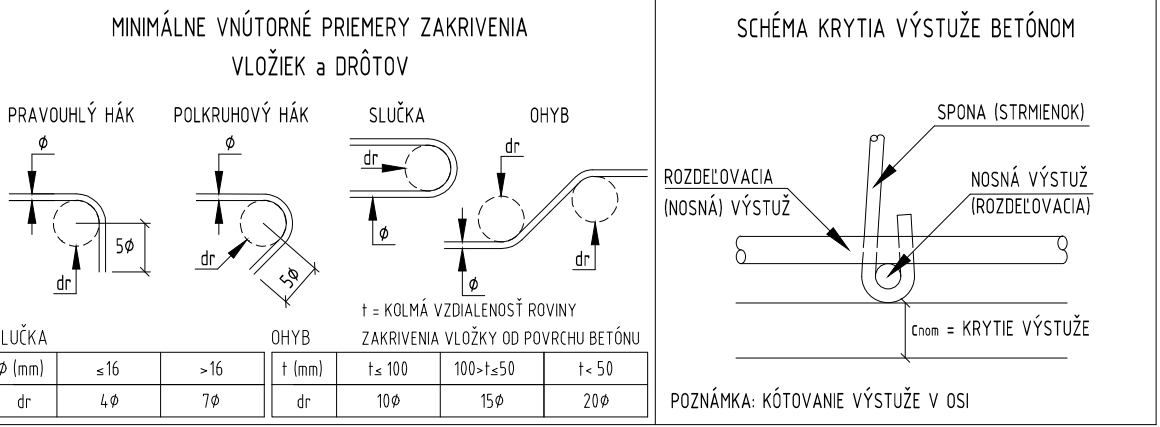 MINIMÁLNE VNÚTORNÉ PRIEMERY ZAKRIVENIA
VLOŽIEK a DRÔTOV
PRAVOUHLÝ HÁK
POLKRUHOVÝ HÁK
SLUČKA
OHYB
ϕ
ϕ
dr
dr
5ϕ
dr
dr
5ϕ
ϕ
ϕ
dr
t = KOLMÁ VZDIALENOSŤ ROVINY
ZAKRIVENIA VLOŽKY OD POVRCHU BETÓNU
LUČKA
ϕ (mm) ≤16 >16
dr 4ϕ 7ϕ
OHYB
t (mm) t≤ 100 100>t≤50 t< 50
dr 10ϕ 15ϕ 20ϕ
SCHÉMA KRYTIA VÝSTUŽE BETÓNOM
SPONA (STRMIENOK)
ROZDEĽOVACIA
(NOSNÁ) VÝSTUŽ
NOSNÁ VÝSTUŽ
(ROZDEĽOVACIA)
cnom = KRYTIE VÝSTUŽE
POZNÁMKA: KÓTOVANIE VÝSTUŽE V OSI